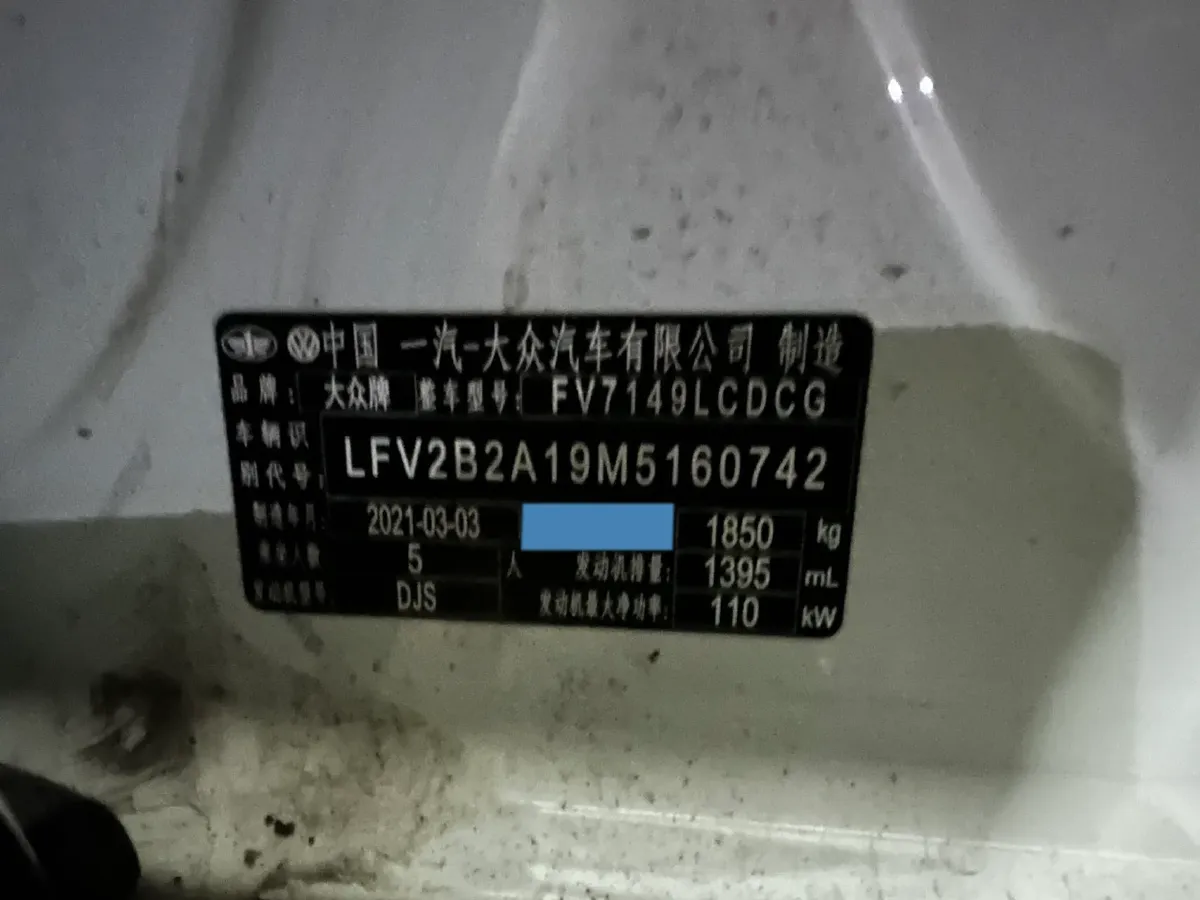 中国 一汽-大众汽车有限公司 制造
品牌: 大众牌 整车型号: FV7149LCDCG
车辆识别代号: LFV2B2A19M5160742
制造年月: 2021-03-03 1850 kg
乘坐人数 5 人 发动机排量: 1395 mL
发动机型号 DJS 发动机最大净功率: 110 kW